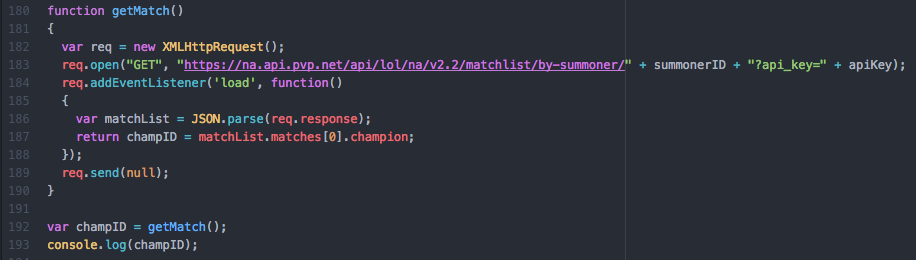 180 function getMatch()
181 {
182   var req = new XMLHttpRequest();
183   req.open("GET", "https://na.api.pvp.net/api/lol/na/v2.2/matchlist/by-summoner/" + summonerID + "?api_key=" + apiKey);
184   req.addEventListener('load', function()
185   {
186     var matchList = JSON.parse(req.response);
187     return champID = matchList.matches[0].champion;
188   });
189   req.send(null);
190 }
191
192 var champID = getMatch();
193 console.log(champID);